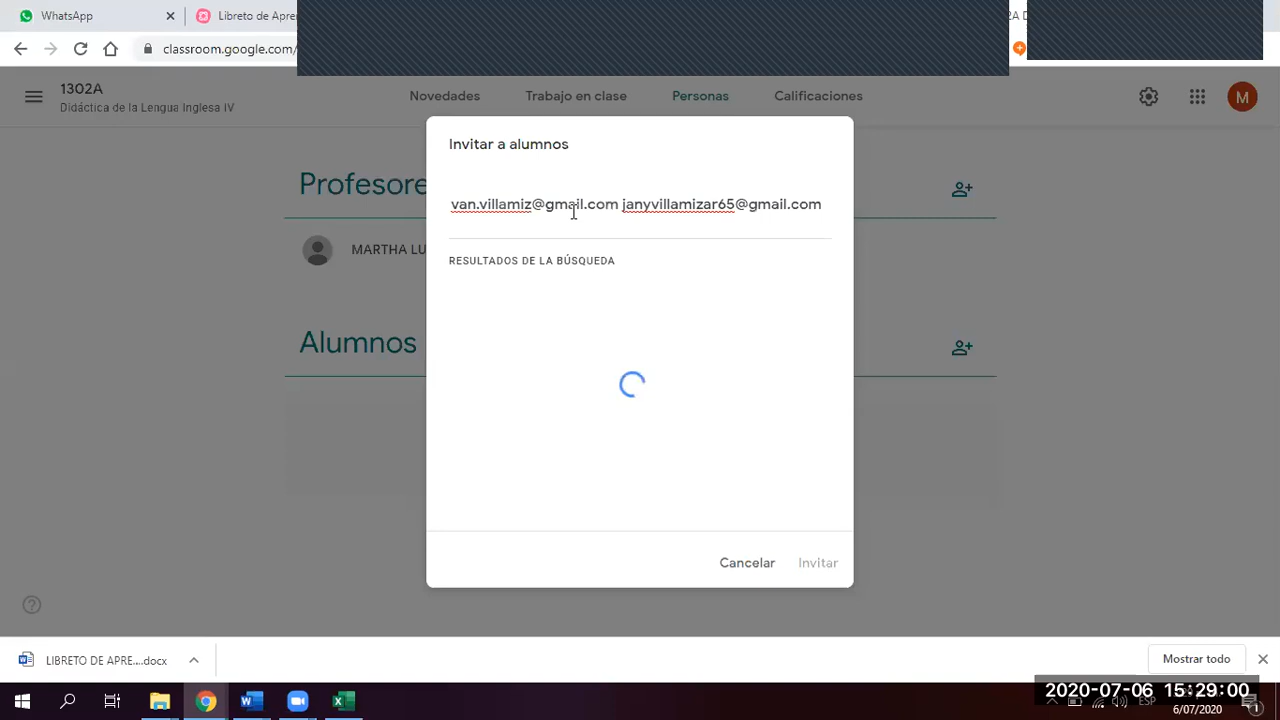 WhatsApp
Libreto de Apre
classroom.google.com/
1302A
Didáctica de la Lengua Inglesa IV
Novedades
Trabajo en clase
Personas
Calificaciones
M
Invitar a alumnos
van.villamiz@gmail.com janyvillamizar65@gmail.com
RESULTADOS DE LA BÚSQUEDA
Profesore
MARTHA LU
Alumnos
Cancelar
Invitar
LIBRETO DE APRE....docx
Mostrar todo
2020-07-06 15:29:00
ESP
6/07/2020